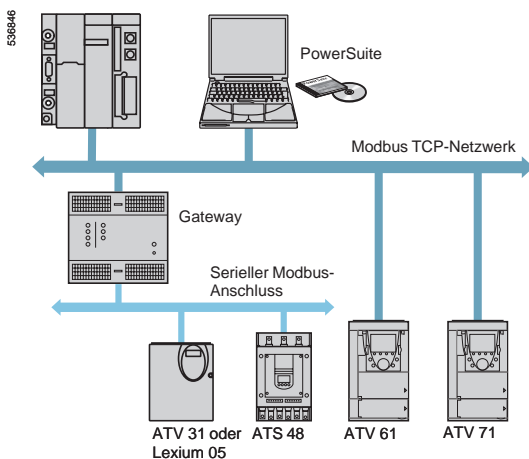 536846
PowerSuite
Modbus TCP-Netzwerk
Gateway
Serieller Modbus-
Anschluss
ATV 31 oder
Lexium 05
ATS 48
ATV 61
ATV 71